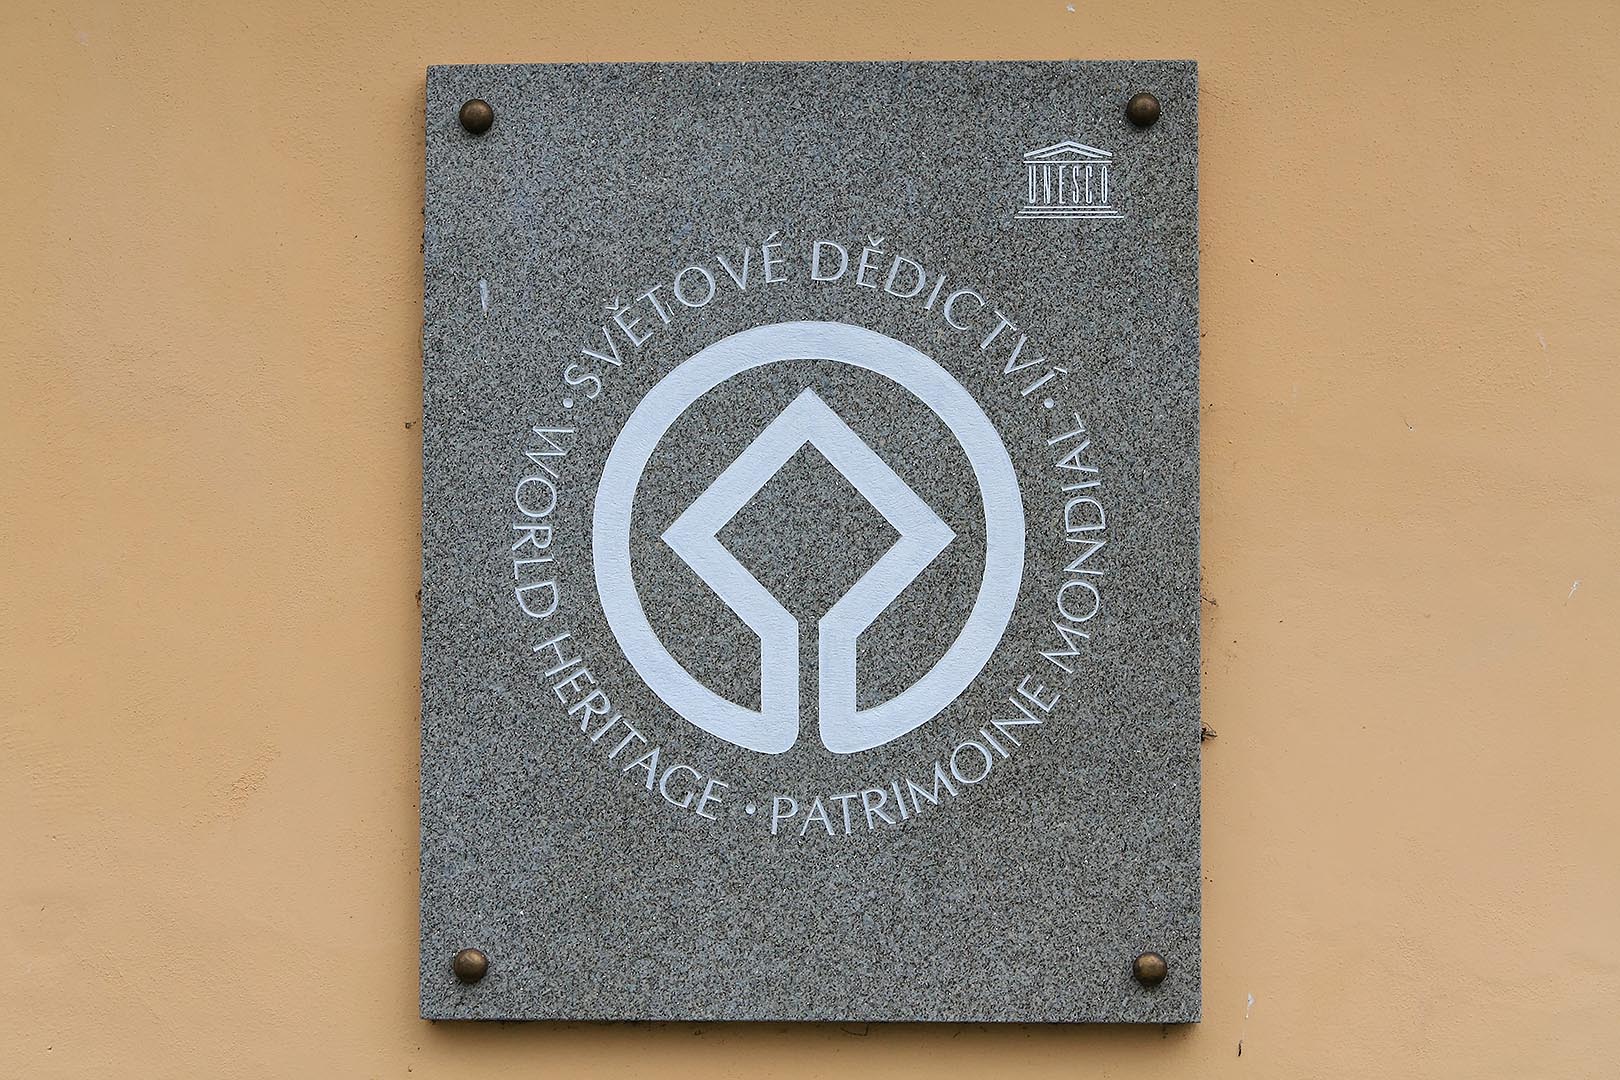 UNESCO
SVĚTOVÉ DĚDICTVÍ •
PATRIMOINE MONDIAL
• WORLD HERITAGE •